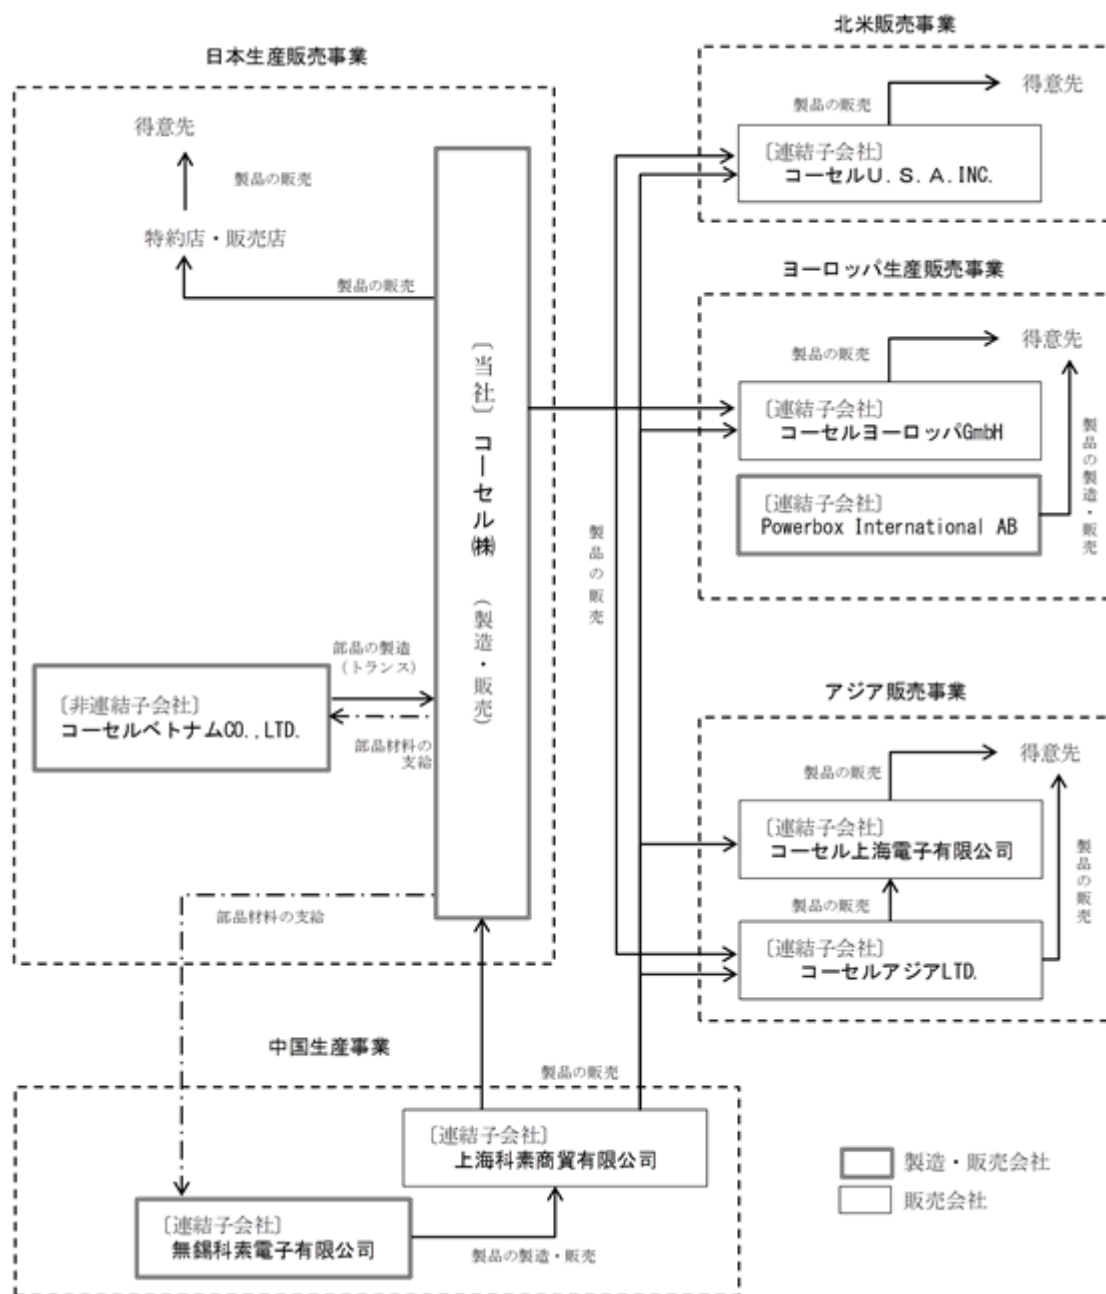 日本生産販売事業
得意先
製品の販売
特約店・販売店
製品の販売
〔当社〕コーセル㈱ (製造・販売)
部品の製造
(トランス)
〔非連結子会社〕
コーセルベトナムCO.,LTD.
部品材料の
支給
部品材料の支給
中国生産事業
製品の販売
〔連結子会社〕
上海科素商貿有限公司
〔連結子会社〕
無錫科素電子有限公司
製品の製造・販売
製品の販売
北米販売事業
得意先
製品の販売
〔連結子会社〕
コーセルU.S.A.INC.
ヨーロッパ生産販売事業
得意先
製品の販売
〔連結子会社〕
コーセルヨーロッパGmbH
〔連結子会社〕
Powerbox International AB
製品の製造・販売
アジア販売事業
得意先
製品の販売
〔連結子会社〕
コーセル上海電子有限公司
製品の販売
〔連結子会社〕
コーセルアジアLTD.
製品の販売
製造・販売会社
販売会社